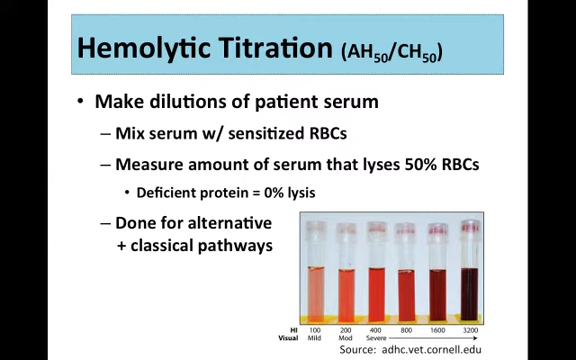 Hemolytic Titration (AH50/CH50)
• Make dilutions of patient serum
– Mix serum w/ sensitized RBCs
– Measure amount of serum that lyses 50% RBCs
• Deficient protein = 0% lysis
– Done for alternative
+ classical pathways
HI 100 200 400 800 1600 3200
Visual Mild Mod Severe
Source: adhc.vet.cornell.edu